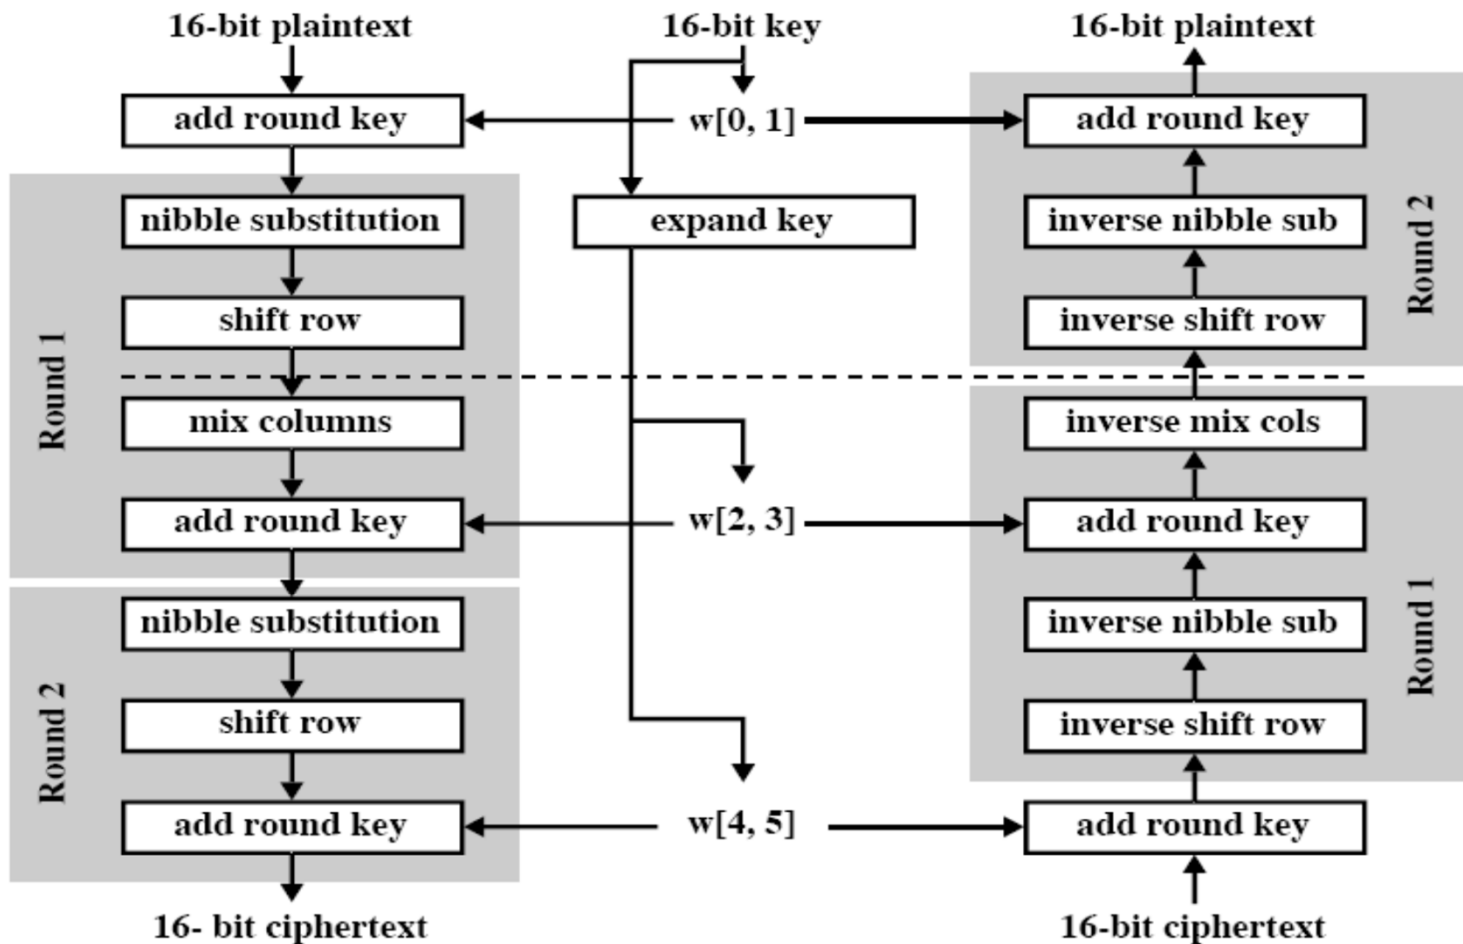 16-bit plaintext
16-bit key
16-bit plaintext
add round key
w[0, 1]
add round key
nibble substitution
expand key
inverse nibble sub
Round 2
shift row
inverse shift row
Round 1
mix columns
inverse mix cols
add round key
w[2, 3]
add round key
nibble substitution
inverse nibble sub
Round 1
shift row
inverse shift row
Round 2
add round key
w[4, 5]
add round key
16- bit ciphertext
16-bit ciphertext